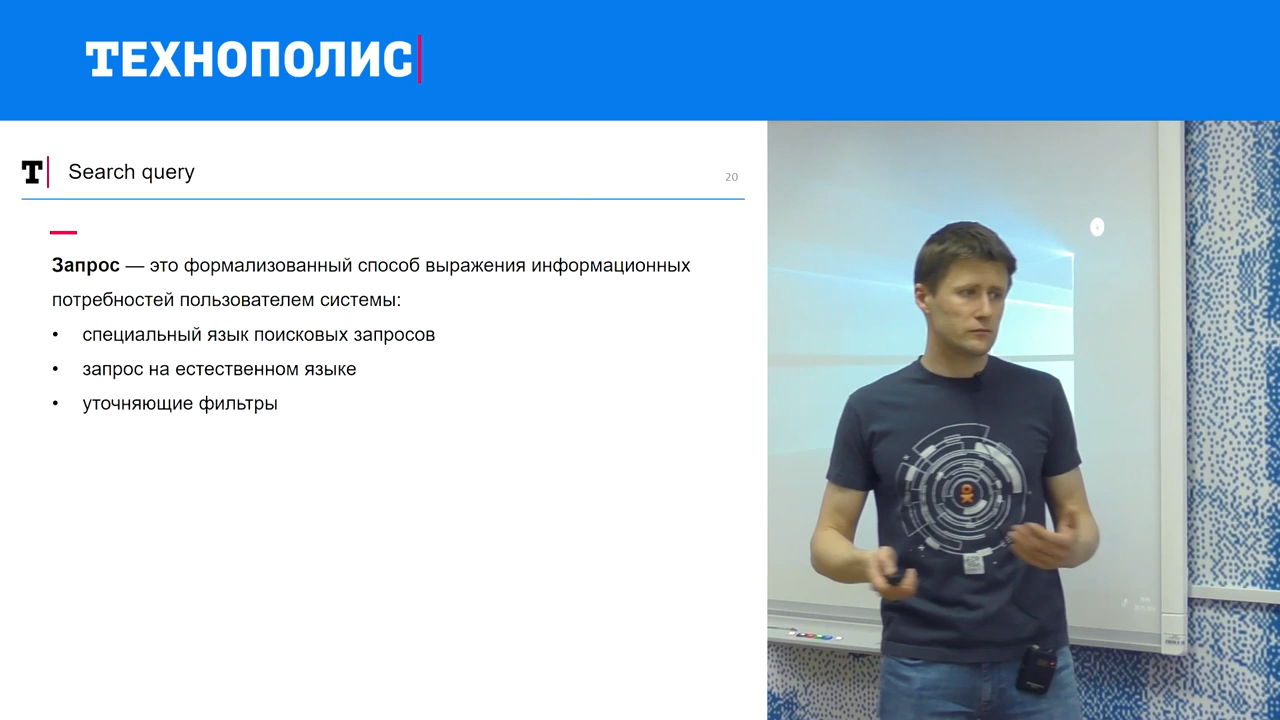 ТЕХНОПОЛИС
T
Search query
20
Запрос — это формализованный способ выражения информационных
потребностей пользователем системы:
• специальный язык поисковых запросов
• запрос на естественном языке
• уточняющие фильтры